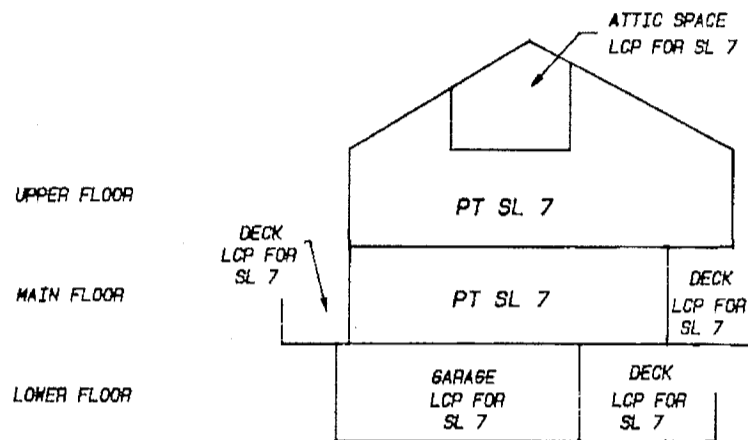 ATTIC SPACE
LCP FOR SL 7
UPPER FLOOR
PT SL 7
DECK
LCP FOR
SL 7
MAIN FLOOR
PT SL 7
DECK
LCP FOR
SL 7
LOWER FLOOR
GARAGE
LCP FOR
SL 7
DECK
LCP FOR
SL 7